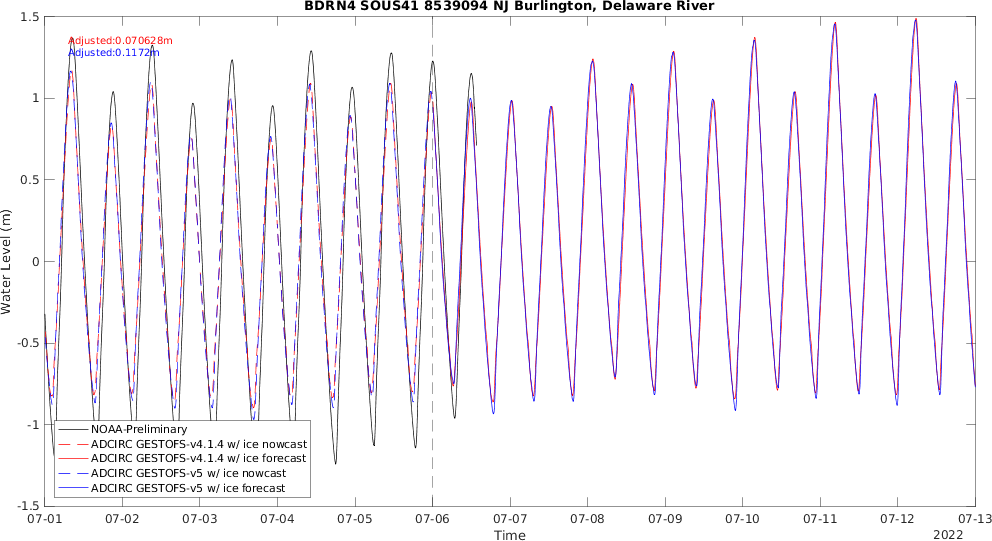 BDRN4 SOUS41 8539094 NJ Burlington, Delaware River
Adjusted:0.070628m
Adjusted:0.1172m
1.5
1
0.5
0
-0.5
-1
-1.5
Water Level (m)
NOAA-Preliminary
ADCIRC GESTOFS-v4.1.4 w/ ice nowcast
ADCIRC GESTOFS-v4.1.4 w/ ice forecast
ADCIRC GESTOFS-v5 w/ ice nowcast
ADCIRC GESTOFS-v5 w/ ice forecast
07-01 07-02 07-03 07-04 07-05 07-06 07-07 07-08 07-09 07-10 07-11 07-12 07-13
Time
2022